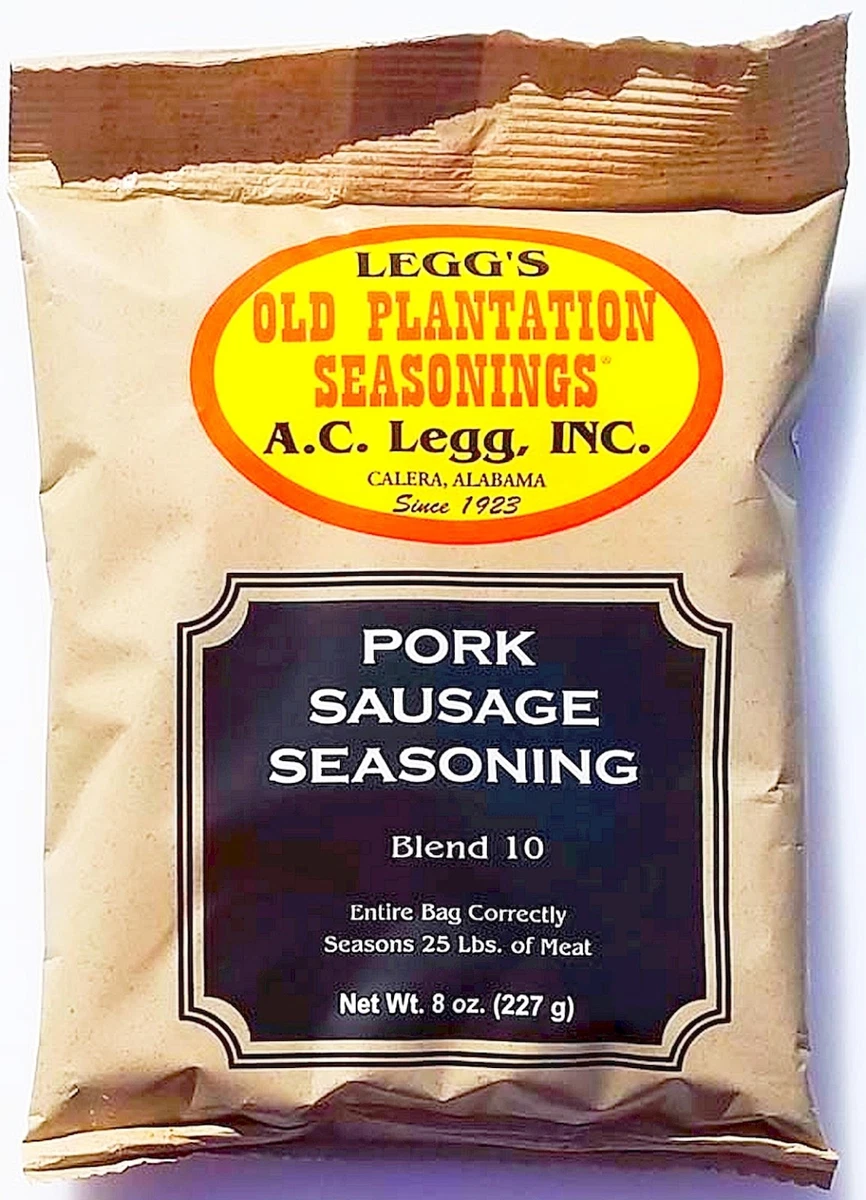 LEGG'S
OLD PLANTATION
SEASONINGS®
A.C. Legg, INC.
CALERA, ALABAMA
Since 1923
PORK
SAUSAGE
SEASONING
Blend 10
Entire Bag Correctly
Seasons 25 Lbs. of Meat
Net Wt. 8 oz. (227 g)